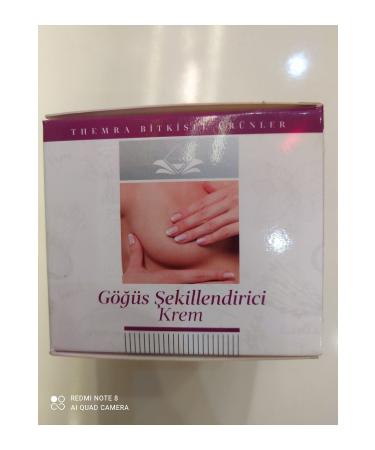 THEMRA BİTKİSEL ÜRÜNLER
Göğüs Şekillendirici
Krem
REDMI NOTE 8
AI QUAD CAMERA